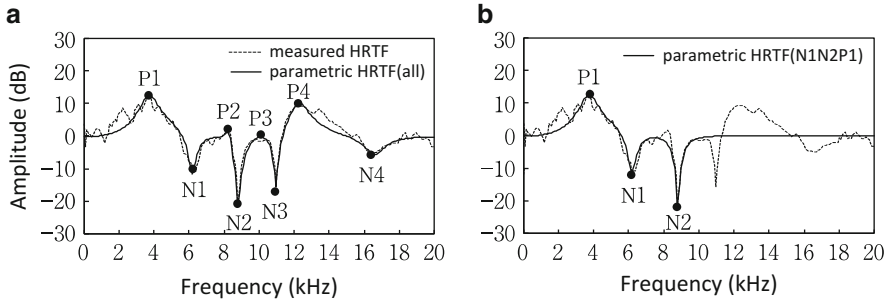 a
30
20
10
0
−10
−20
−30
Amplitude (dB)
measured HRTF
parametric HRTF(all)
P1
P2
P3
P4
N1
N2
N3
N4
0 2 4 6 8 10 12 14 16 18 20
Frequency (kHz)
b
30
20
10
0
−10
−20
−30
parametric HRTF(N1N2P1)
P1
N1
N2
0 2 4 6 8 10 12 14 16 18 20
Frequency (kHz)